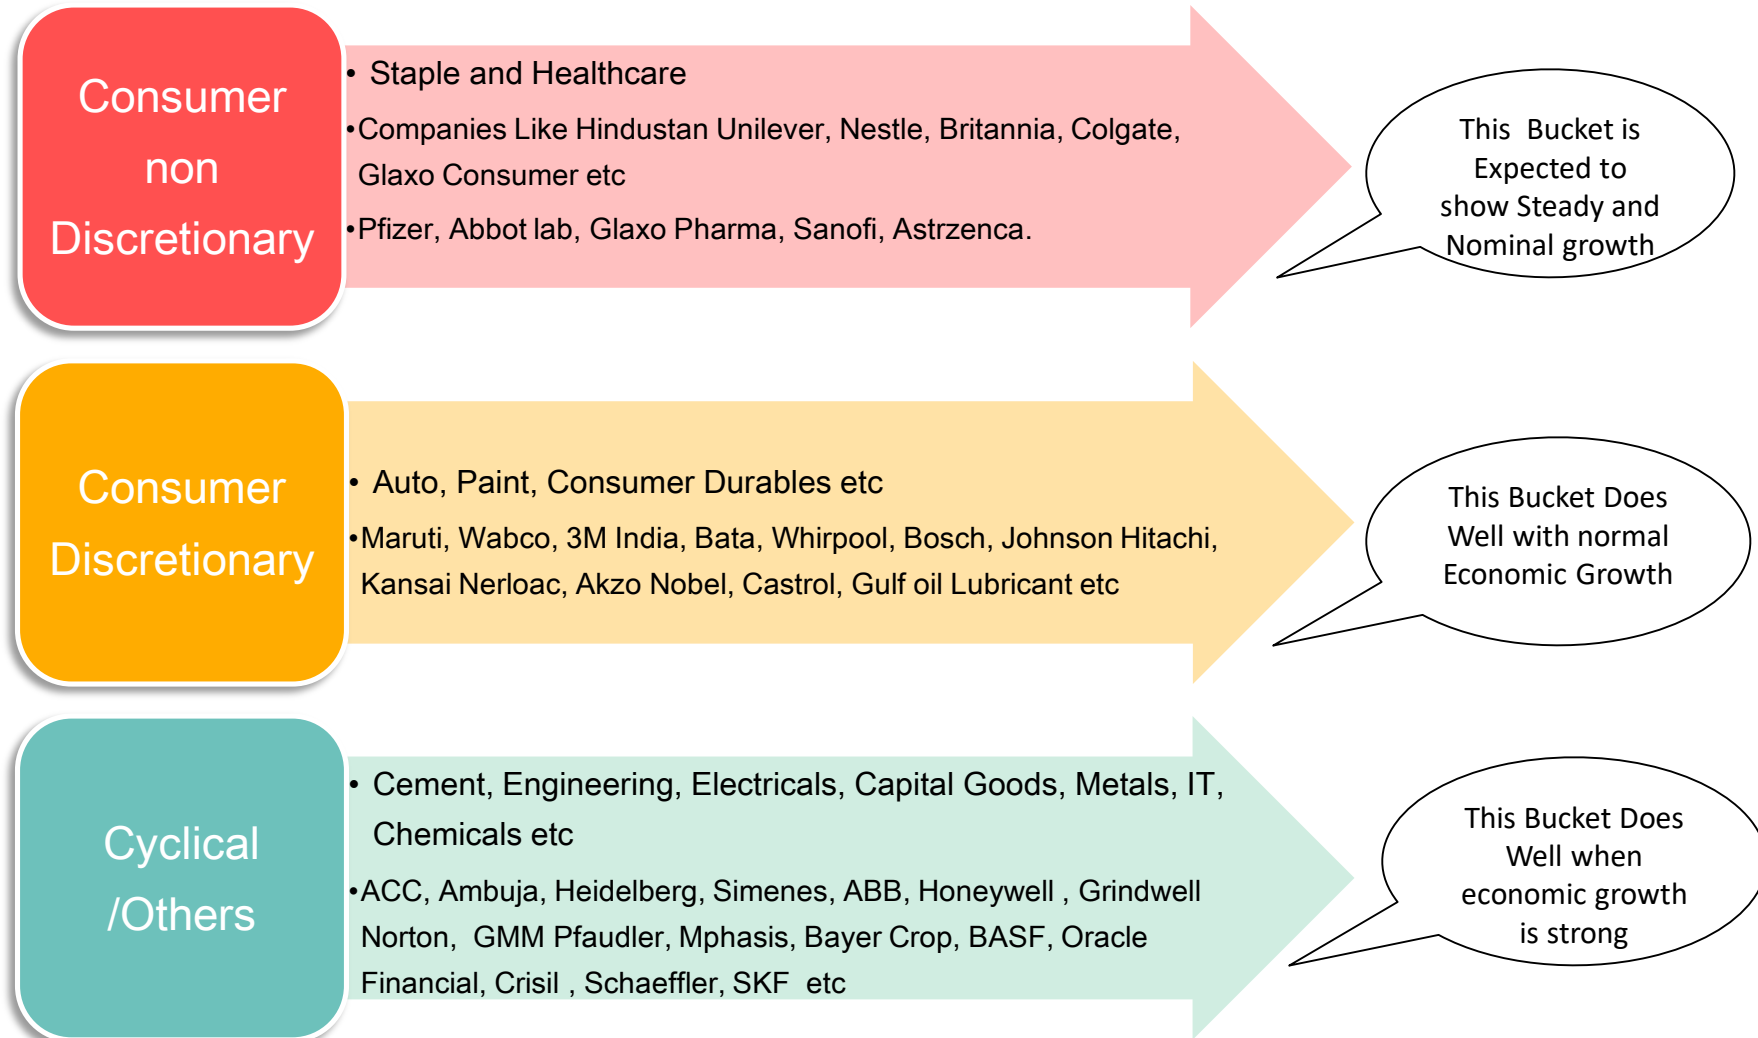 Consumer
non
Discretionary
• Staple and Healthcare
•Companies Like Hindustan Unilever, Nestle, Britannia, Colgate,
Glaxo Consumer etc
•Pfizer, Abbot lab, Glaxo Pharma, Sanofi, Astrzenca.
This Bucket is
Expected to
show Steady and
Nominal growth
Consumer
Discretionary
• Auto, Paint, Consumer Durables etc
•Maruti, Wabco, 3M India, Bata, Whirpool, Bosch, Johnson Hitachi,
Kansai Nerloac, Akzo Nobel, Castrol, Gulf oil Lubricant etc
This Bucket Does
Well with normal
Economic Growth
Cyclical
/Others
• Cement, Engineering, Electricals, Capital Goods, Metals, IT,
Chemicals etc
•ACC, Ambuja, Heidelberg, Simenes, ABB, Honeywell , Grindwell
Norton, GMM Pfaudler, Mphasis, Bayer Crop, BASF, Oracle
Financial, Crisil , Schaeffler, SKF etc
This Bucket Does
Well when
economic growth
is strong